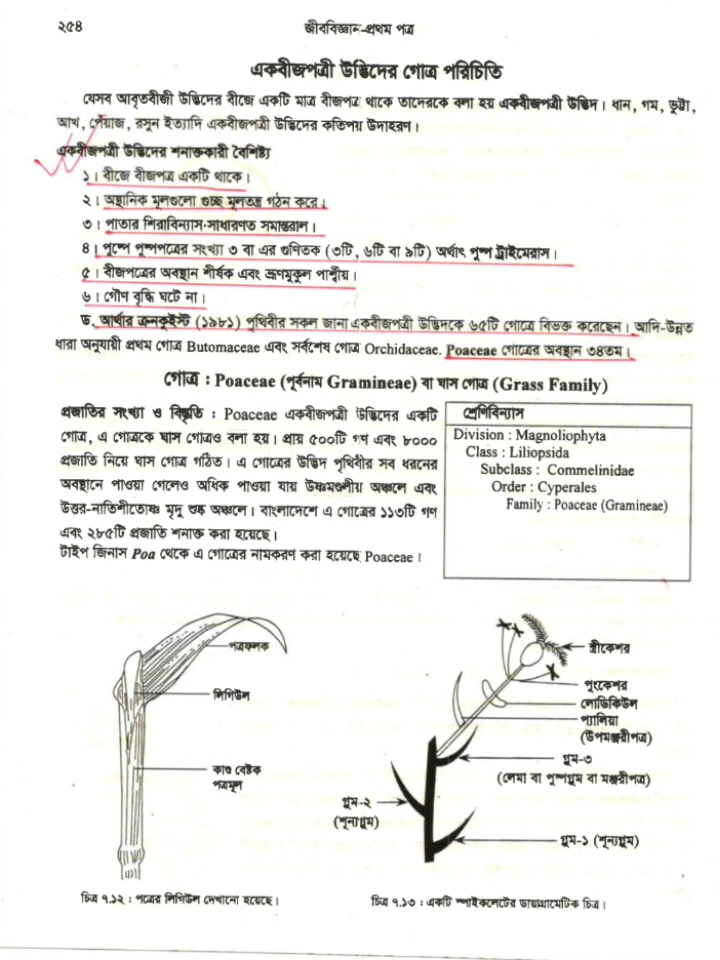 ২৫৪
জীববিজ্ঞান-প্রথম পত্র
একবীজপত্রী উদ্ভিদের গোত্র পরিচিতি
যেসব আবৃতবীজী উদ্ভিদের বীজে একটি মাত্র বীজপত্র থাকে তাদেরকে বলা হয় একবীজপত্রী উদ্ভিদ। ধান, গম, ভুট্টা,
আখ, পেঁয়াজ, রসুন ইত্যাদি একবীজপত্রী উদ্ভিদের কতিপয় উদাহরণ।
একবীজপত্রী উদ্ভিদের শনাক্তকারী বৈশিষ্ট্য
১। বীজে বীজপত্র একটি থাকে।
২। অস্থানিক মূলগুলো গুচ্ছ মূলতন্ত্র গঠন করে।
৩। পাতার শিরাবিন্যাস সাধারণত সমান্তরাল।
৪। পুষ্পে পুষ্পপত্রের সংখ্যা ৩ বা এর গুণিতক (৩টি, ৬টি বা ৯টি) অর্থাৎ পুষ্প ট্রাইমেরাস।
৫। বীজপত্রের অবস্থান শীর্ষক এবং ভ্রূণমুকুল পার্শ্বীয়।
৬। গৌণ বৃদ্ধি ঘটে না।
ড. আর্থার ক্রনকুইস্ট (১৯৮১) পৃথিবীর সকল জানা একবীজপত্রী উদ্ভিদকে ৬৫টি গোত্রে বিভক্ত করেছেন। আদি-উন্নত
ধারা অনুযায়ী প্রথম গোত্র Butomaceae এবং সর্বশেষ গোত্র Orchidaceae. Poaceae গোত্রের অবস্থান ৩৪তম।
গোত্র : Poaceae (পূর্বনাম Gramineae) বা ঘাস গোত্র (Grass Family)
প্রজাতির সংখ্যা ও বিস্তৃতি : Poaceae একবীজপত্রী উদ্ভিদের একটি
গোত্র, এ গোত্রকে ঘাস গোত্রও বলা হয়। প্রায় ৫০০টি গণ এবং ৮০০০
প্রজাতি নিয়ে ঘাস গোত্র গঠিত। এ গোত্রের উদ্ভিদ পৃথিবীর সব ধরনের
অবস্থানে পাওয়া গেলেও অধিক পাওয়া যায় উষ্ণমণ্ডলীয় অঞ্চলে এবং
উত্তর-নাতিশীতোষ্ণ মৃদু শুষ্ক অঞ্চলে। বাংলাদেশে এ গোত্রের ১১৩টি গণ
এবং ২৮৫টি প্রজাতি শনাক্ত করা হয়েছে।
টাইপ জিনাস Poa থেকে এ গোত্রের নামকরণ করা হয়েছে Poaceae।
শ্রেণিবিন্যাস
Division : Magnoliophyta
Class : Liliopsida
Subclass : Commelinidae
Order : Cyperales
Family : Poaceae (Gramineae)
পত্রফলক
লিগিউল
কাণ্ড বেষ্টক
পত্রমূল
স্ত্রীকেশর
পুংকেশর
লোডিকিউল
প্যালিয়া
(উপমঞ্জরীপত্র)
গ্লুম-৩
(লেমা বা পুষ্পগ্লুম বা মঞ্জরীপত্র)
গ্লুম-২
(শূন্যগ্লুম)
গ্লুম-১ (শূন্যগ্লুম)
চিত্র ৭.১২ : পত্রের লিগিউল দেখানো হয়েছে।
চিত্র ৭.১৩ : একটি স্পাইকলেটের ডায়াগ্রামেটিক চিত্র।